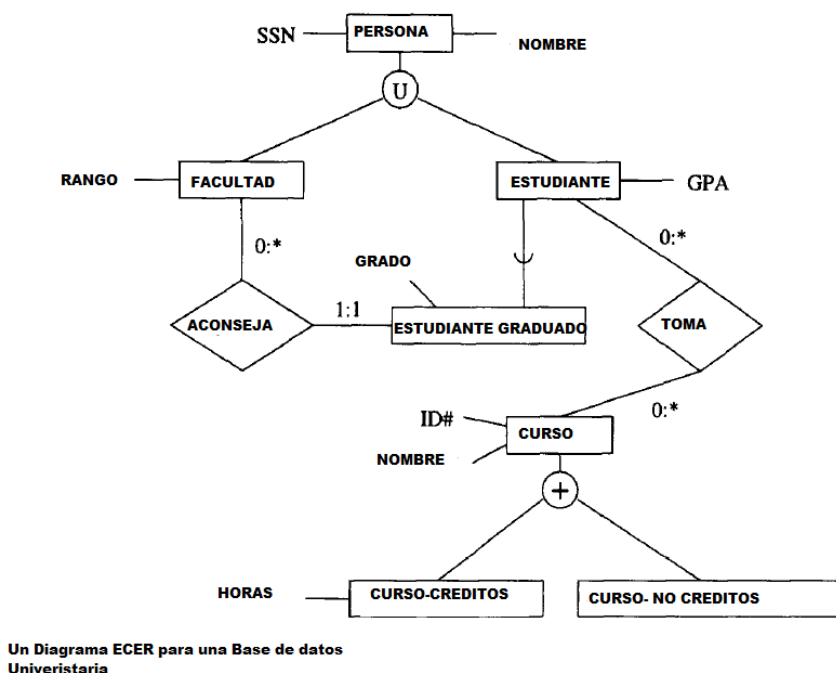 SSN
PERSONA
NOMBRE
U
RANGO
FACULTAD
ESTUDIANTE
GPA
0:*
0:*
GRADO
ACONSEJA
1:1
ESTUDIANTE GRADUADO
TOMA
0:*
ID#
CURSO
NOMBRE
+
HORAS
CURSO-CREDITOS
CURSO- NO CREDITOS
Un Diagrama ECER para una Base de datos
Univeristaria